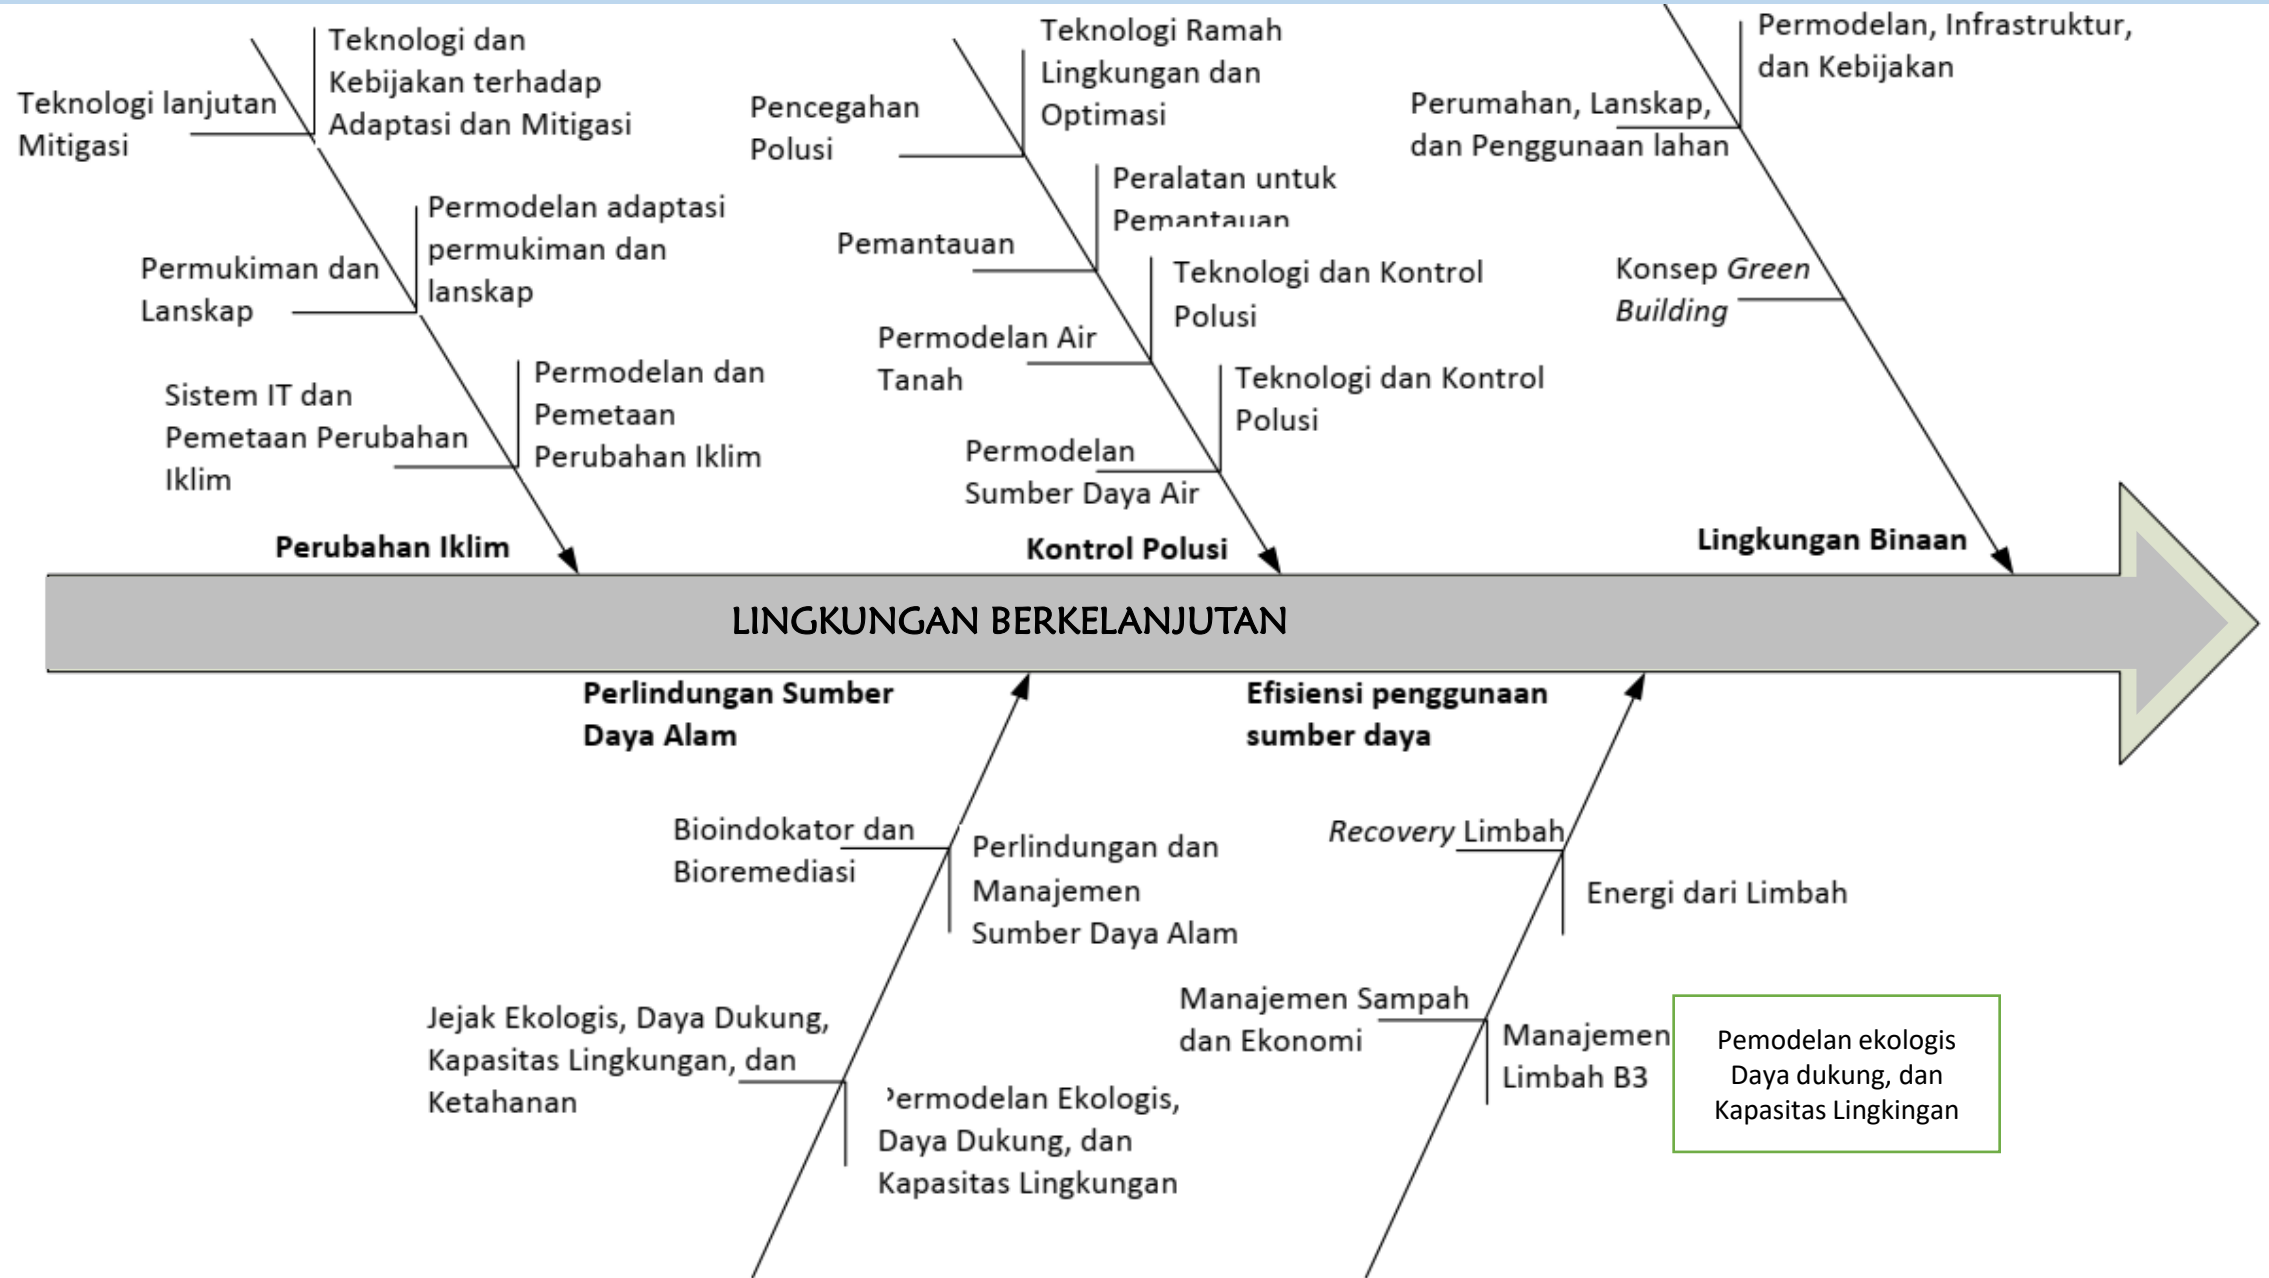 Teknologi dan
Kebijakan terhadap
Adaptasi dan Mitigasi
Teknologi lanjutan
Mitigasi
Permodelan adaptasi
permukiman dan
lanskap
Permukiman dan
Lanskap
Permodelan dan
Pemetaan
Perubahan Iklim
Sistem IT dan
Pemetaan Perubahan
Iklim
Perubahan Iklim
Teknologi Ramah
Lingkungan dan
Optimasi
Pencegahan
Polusi
Peralatan untuk
Pemantauan
Pemantauan
Teknologi dan Kontrol
Polusi
Permodelan Air
Tanah
Teknologi dan Kontrol
Polusi
Permodelan
Sumber Daya Air
Kontrol Polusi
Permodelan, Infrastruktur,
dan Kebijakan
Perumahan, Lanskap,
dan Penggunaan lahan
Konsep Green
Building
Lingkungan Binaan
LINGKUNGAN BERKELANJUTAN
Perlindungan Sumber
Daya Alam
Bioindokator dan
Bioremediasi
Perlindungan dan
Manajemen
Sumber Daya Alam
Jejak Ekologis, Daya Dukung,
Kapasitas Lingkungan, dan
Ketahanan
Permodelan Ekologis,
Daya Dukung, dan
Kapasitas Lingkungan
Efisiensi penggunaan
sumber daya
Recovery Limbah
Energi dari Limbah
Manajemen Sampah
dan Ekonomi
Manajemen
Limbah B3
Pemodelan ekologis
Daya dukung, dan
Kapasitas Lingkingan